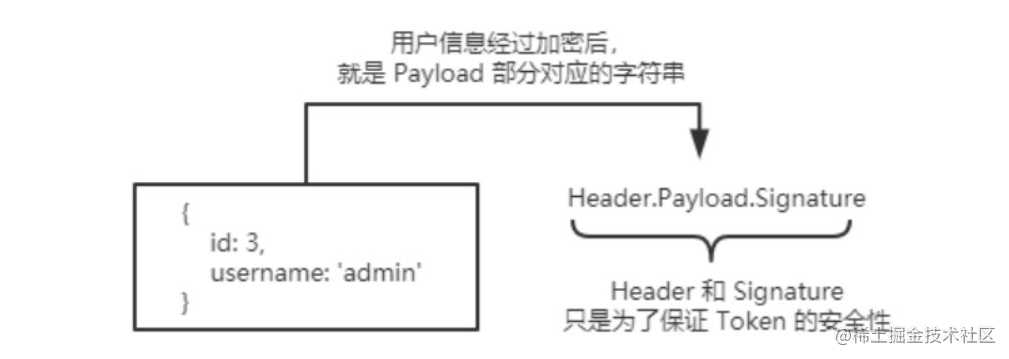 用户信息经过加密后，
就是 Payload 部分对应的字符串
{
id: 3,
username: 'admin'
}
Header.Payload.Signature
Header 和 Signature
只是为了保证 Token 的安全性
@稀土掘金技术社区